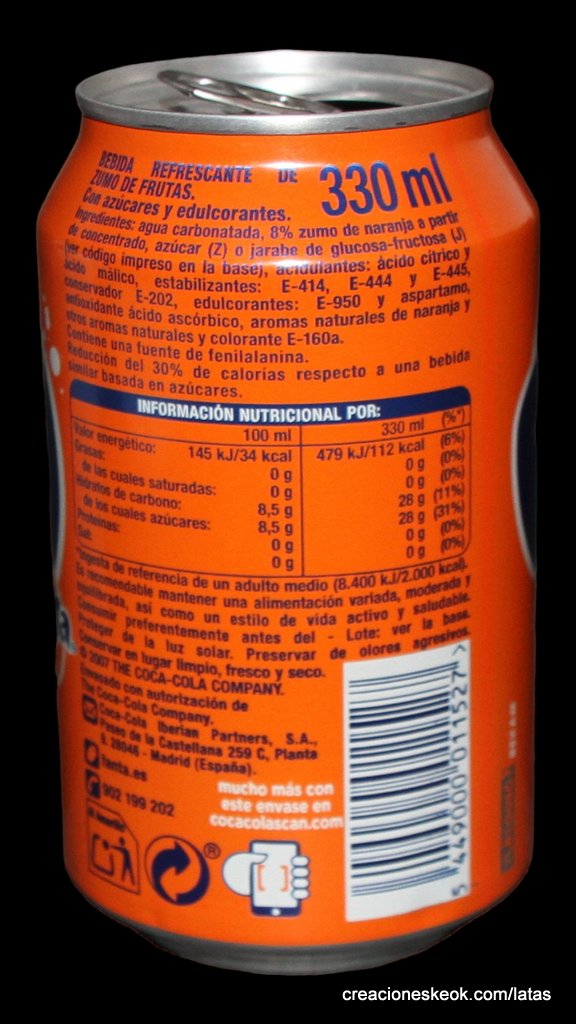 BEBIDA REFRESCANTE DE
ZUMO DE FRUTAS.
330 ml
Con azúcares y edulcorantes.
Ingredientes: agua carbonatada, 8% zumo de naranja a partir
de concentrado, azúcar (Z) o jarabe de glucosa-fructosa (J)
(ver código impreso en la base), acidulantes: ácido cítrico y
ácido málico, estabilizantes: E-414, E-444 y E-445,
conservador E-202, edulcorantes: E-950 y aspartamo,
antioxidante ácido ascórbico, aromas naturales de naranja y
otros aromas naturales y colorante E-160a.
Contiene una fuente de fenilalanina.
Reducción del 30% de calorías respecto a una bebida
similar basada en azúcares.
INFORMACIÓN NUTRICIONAL POR:
100 ml 330 ml (%*)
Valor energético: 145 kJ/34 kcal 479 kJ/112 kcal (6%)
Grasas: 0 g 0 g (0%)
de las cuales saturadas: 0 g 0 g (0%)
Hidratos de carbono: 8,5 g 28 g (11%)
de los cuales azúcares: 8,5 g 28 g (31%)
Proteínas: 0 g 0 g (0%)
Sal: 0 g 0 g (0%)
*Ingesta de referencia de un adulto medio (8.400 kJ/2.000 kcal).
Es recomendable mantener una alimentación variada, moderada y
equilibrada, así como un estilo de vida activo y saludable.
Consumir preferentemente antes del - Lote: ver la base.
Proteger de la luz solar. Preservar de olores agresivos.
Conservar en lugar limpio, fresco y seco.
© 2007 THE COCA-COLA COMPANY.
Envasado con autorización de
The Coca-Cola Company.
Coca-Cola Iberian Partners, S.A.,
Paseo de la Castellana 259 C, Planta
9, 28046 - Madrid (España).
fanta.es
902 199 202
mucho más con
este envase en
cocacolascan.com
®
5 449000 011527 >
a
creacioneskeok.com/latas